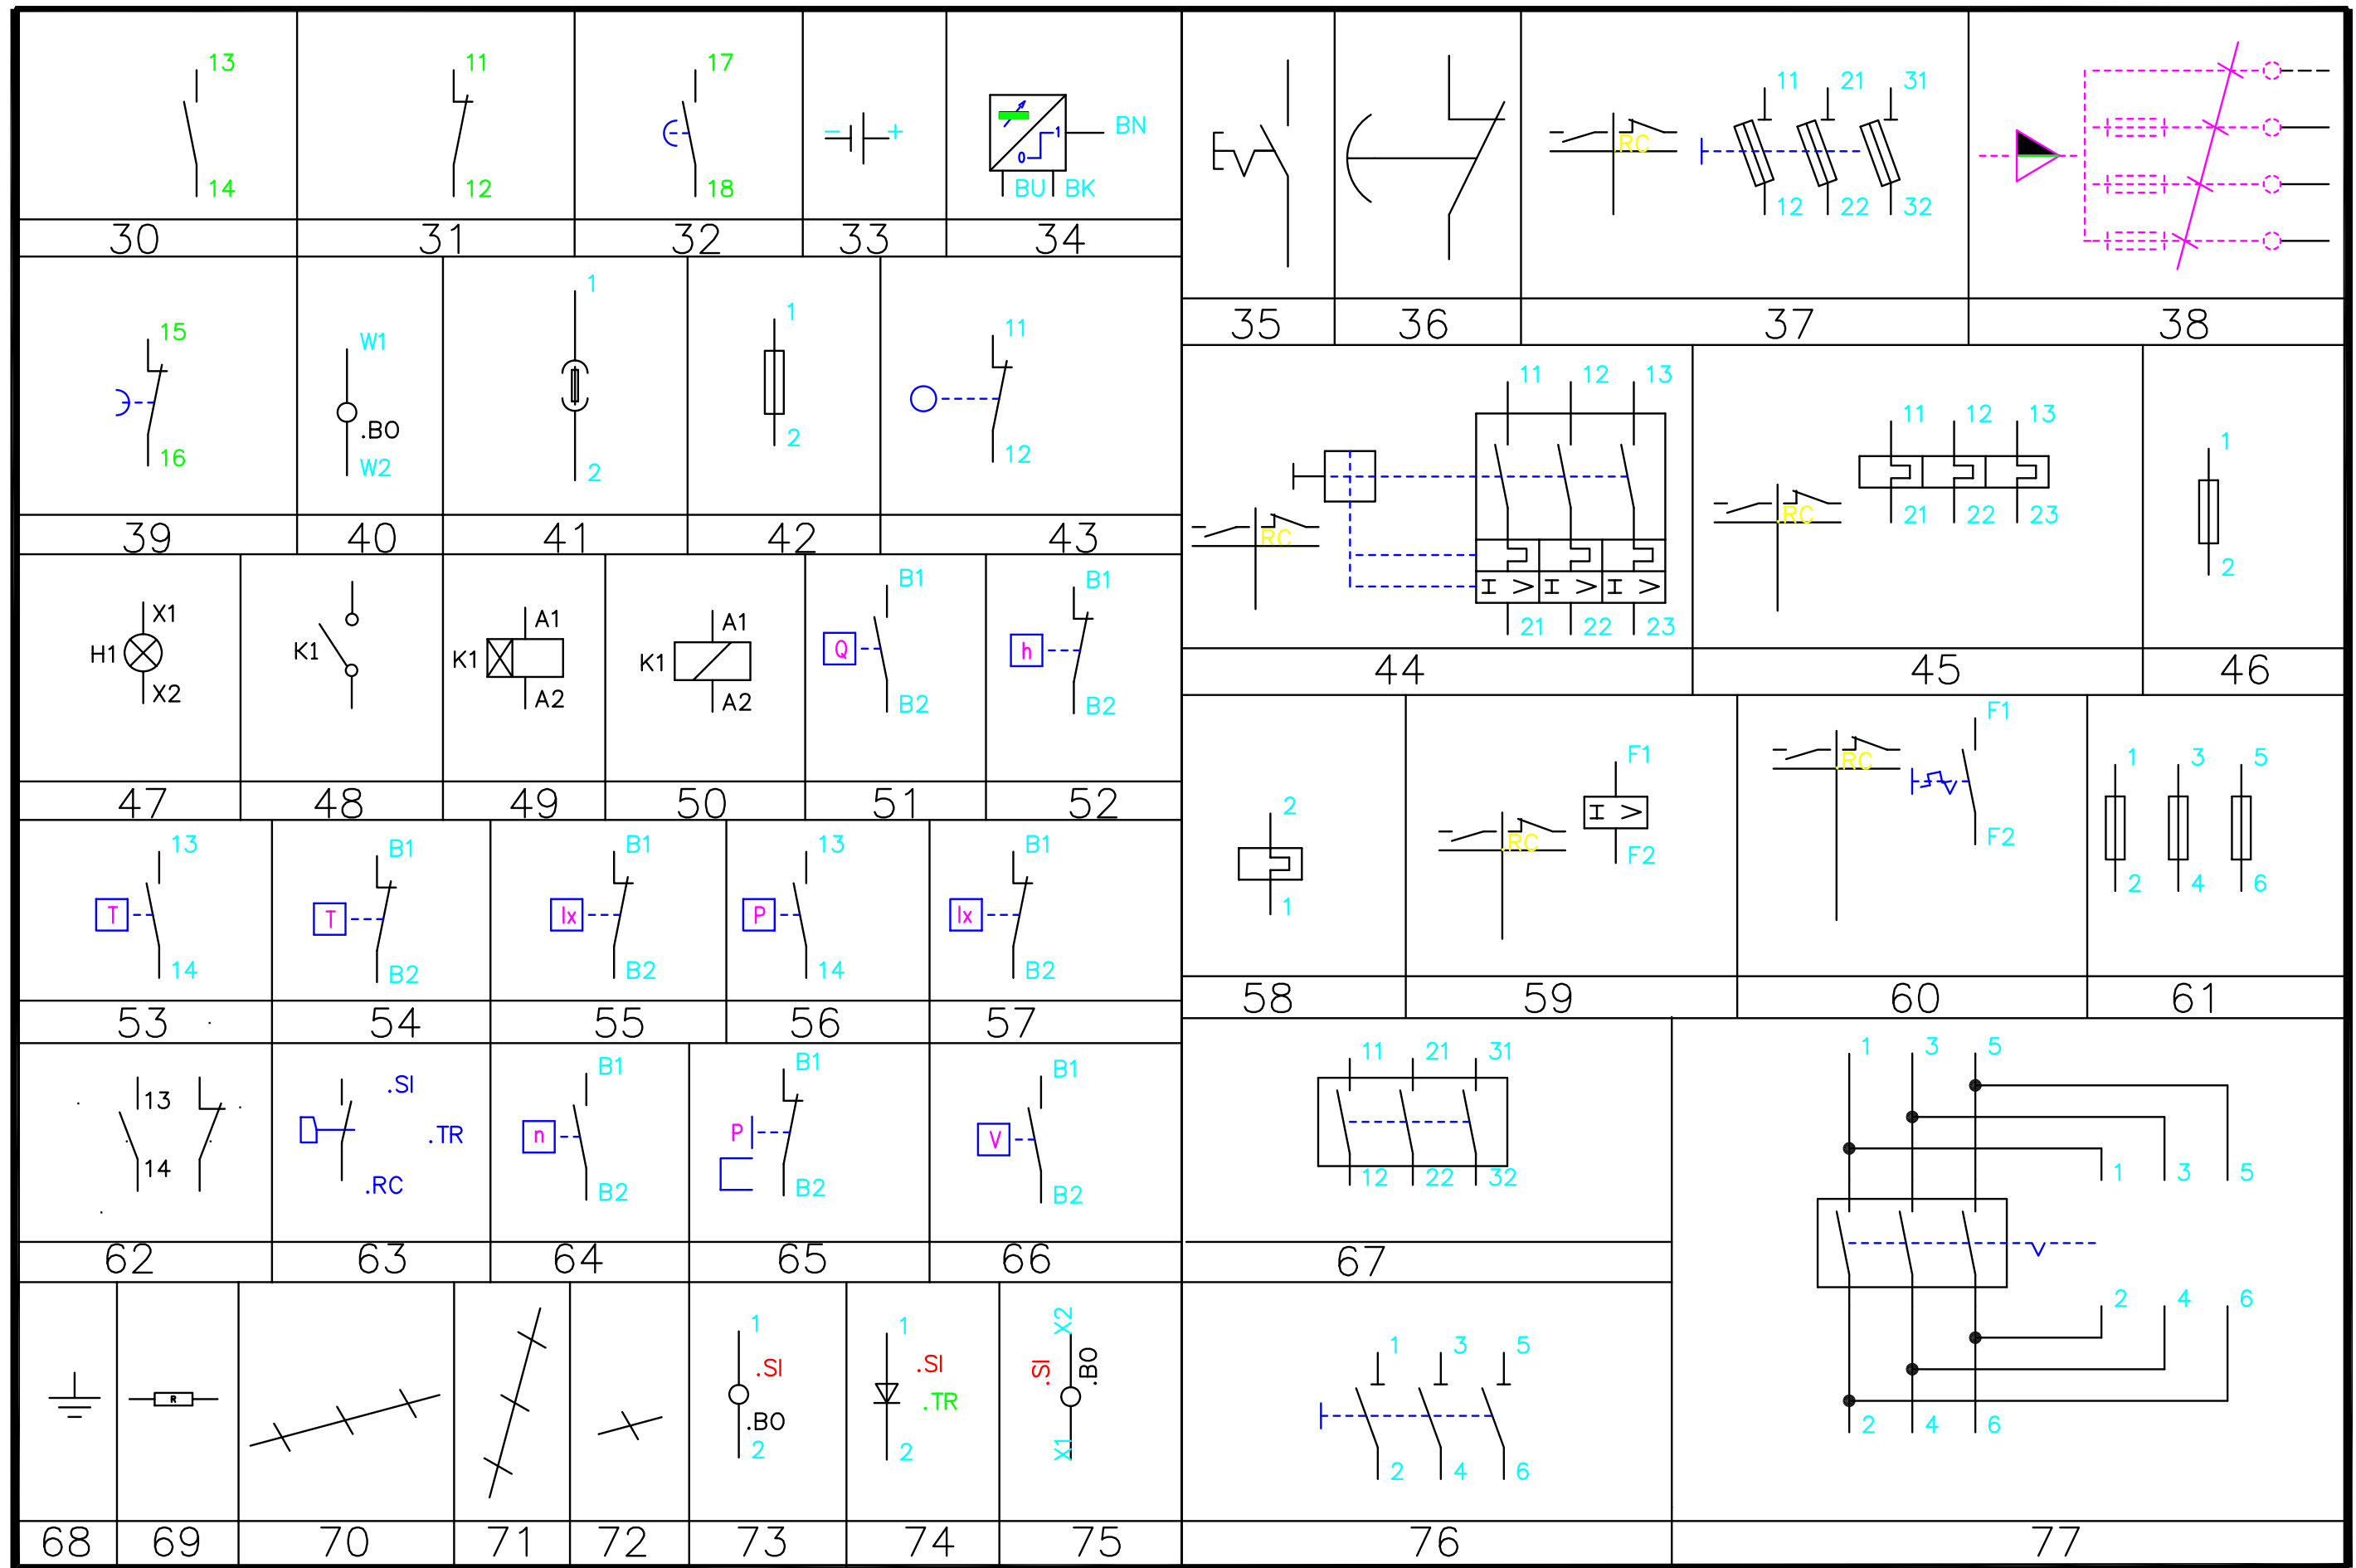 13
14
30
11
12
31
17
18
32
- +
33
0 1
BN
BU BK
34
35
36
.RC
11 21 31
12 22 32
37
38
15
16
39
W1
.BO
W2
40
1
2
41
1
2
42
11
12
43
.RC
11 12 13
I > I > I >
21 22 23
44
.RC
11 12 13
21 22 23
45
1
2
46
H1
X1
X2
47
K1
48
K1
A1
A2
49
K1
A1
A2
50
B1
Q
B2
51
B1
h
B2
52
13
T
14
53
B1
T
B2
54
B1
Ix
B2
55
13
P
14
56
B1
Ix
B2
57
2
1
58
.RC
F1
I >
F2
59
.RC
F1
F2
60
1 3 5
2 4 6
61
13
14
62
.SI
.TR
.RC
63
B1
n
B2
64
B1
P
B2
65
B1
V
B2
66
11 21 31
12 22 32
67
68
R
69
70
71
72
1
.SI
.BO
2
73
1
.SI
.TR
2
74
X2
.SI
.BO
X1
75
1 3 5
2 4 6
76
1 3 5
1 3 5
2 4 6
2 4 6
77